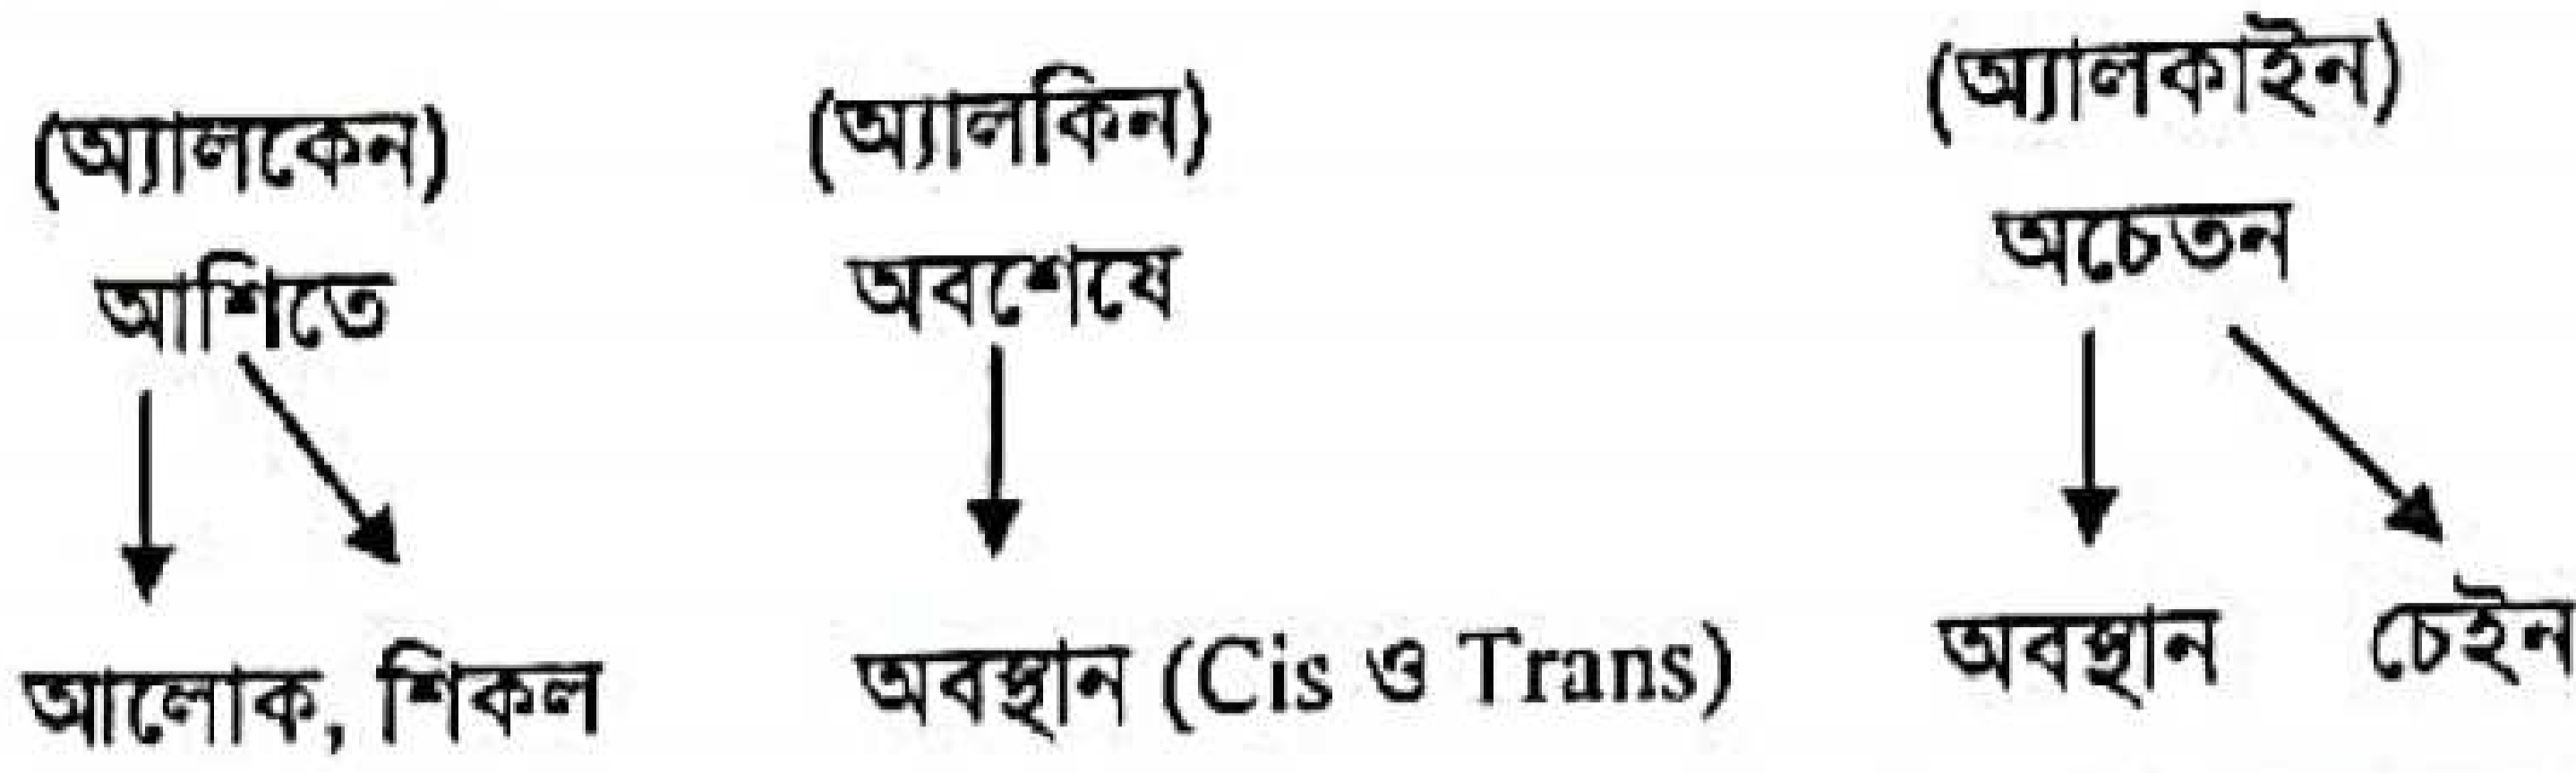 (অ্যালকেন) (অ্যালকিন) (অ্যালকাইন)
আশিতে অবশেষে অচেতন
আলোক, শিকল অবস্থান (Cis ও Trans) অবস্থান চেইন